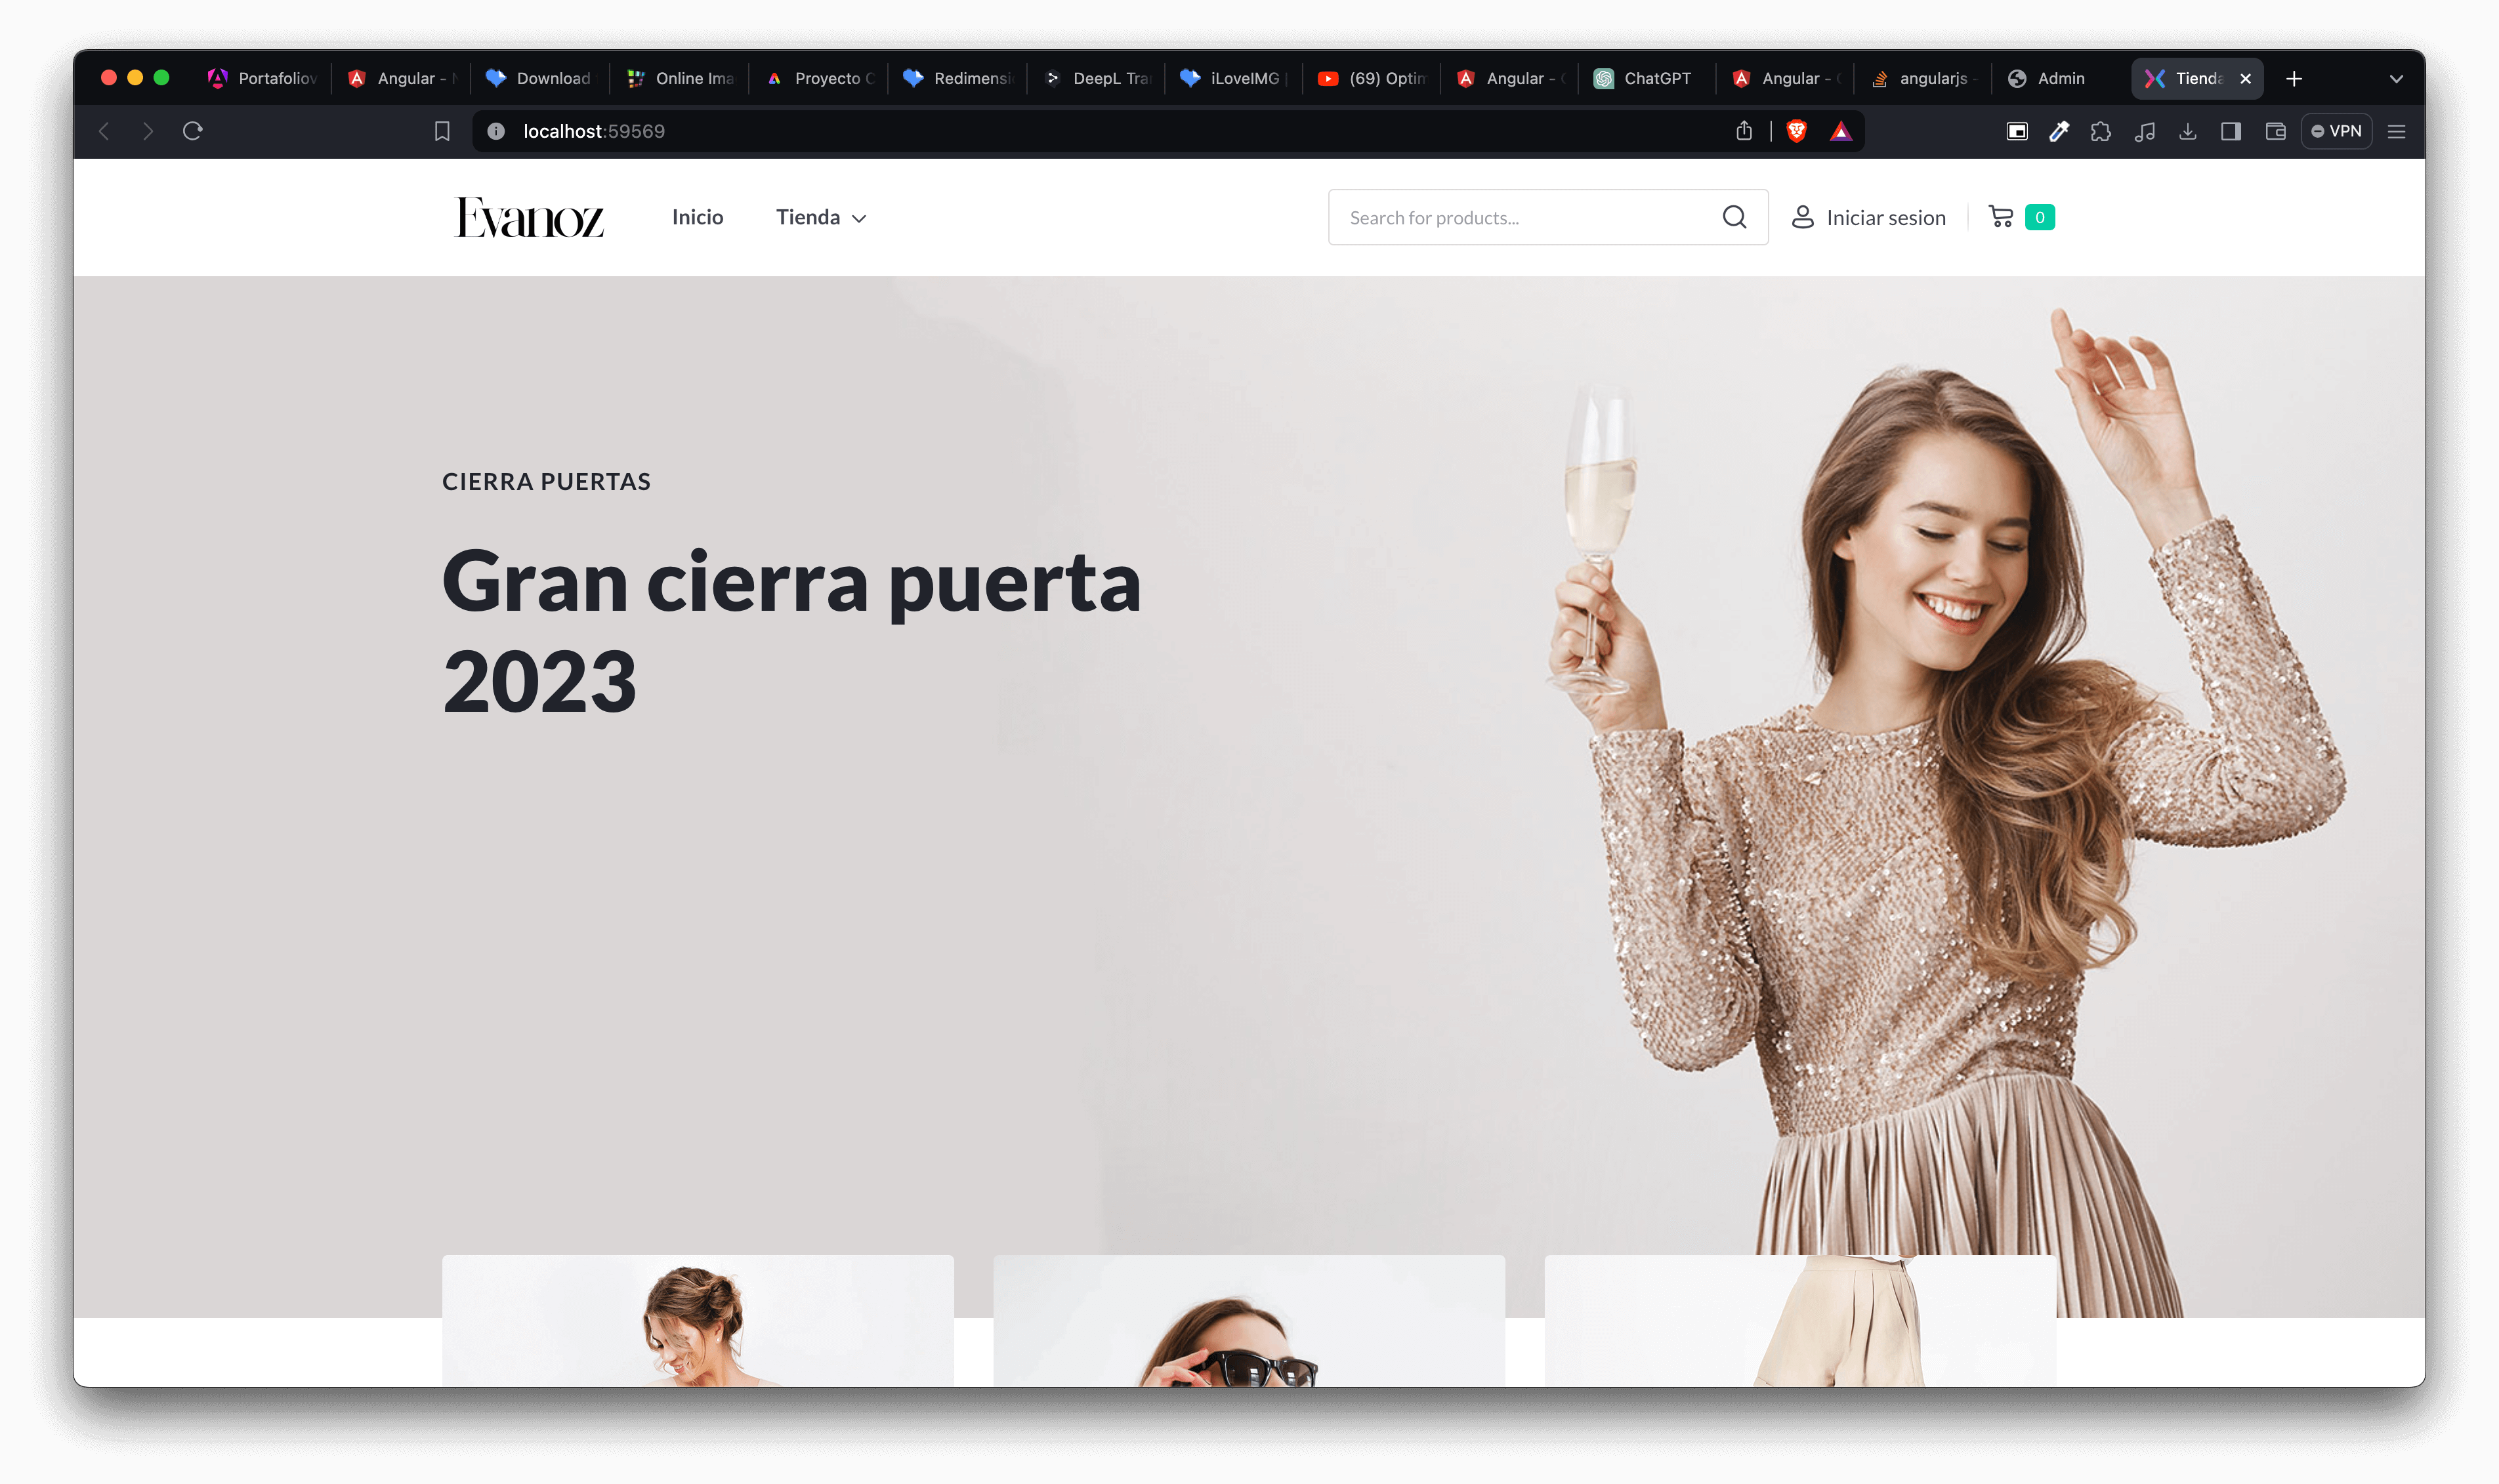 Portafoliov
Angular -
Download
Online Ima
Proyecto
Redimensi
DeepL Tra
iLoveIMG
(69) Optim
Angular -
ChatGPT
Angular -
angularjs -
Admin
Tienda
localhost:59569
VPN
Evanoz
Inicio
Tienda
Search for products...
Iniciar sesion
0
CIERRA PUERTAS
Gran cierra puerta
2023